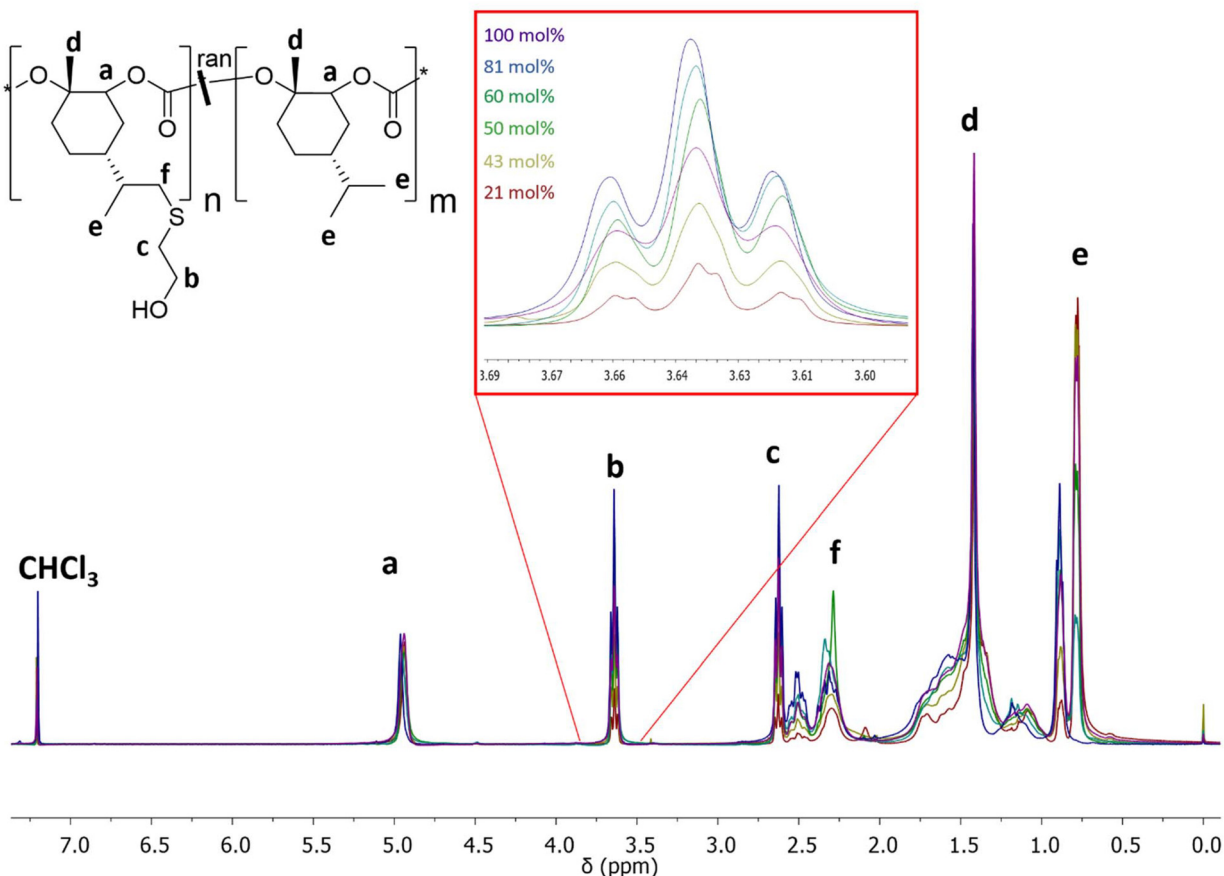 d
a
O
O
O
*
ran
d
a
O
O
O
*
f
e
S
c
b
HO
n
e
e
m
100 mol%
81 mol%
60 mol%
50 mol%
43 mol%
21 mol%
3.69 3.67 3.66 3.64 3.63 3.61 3.60
CHCl₃
a
b
c
f
d
e
7.0 6.5 6.0 5.5 5.0 4.5 4.0 3.5 3.0 2.5 2.0 1.5 1.0 0.5 0.0
δ (ppm)